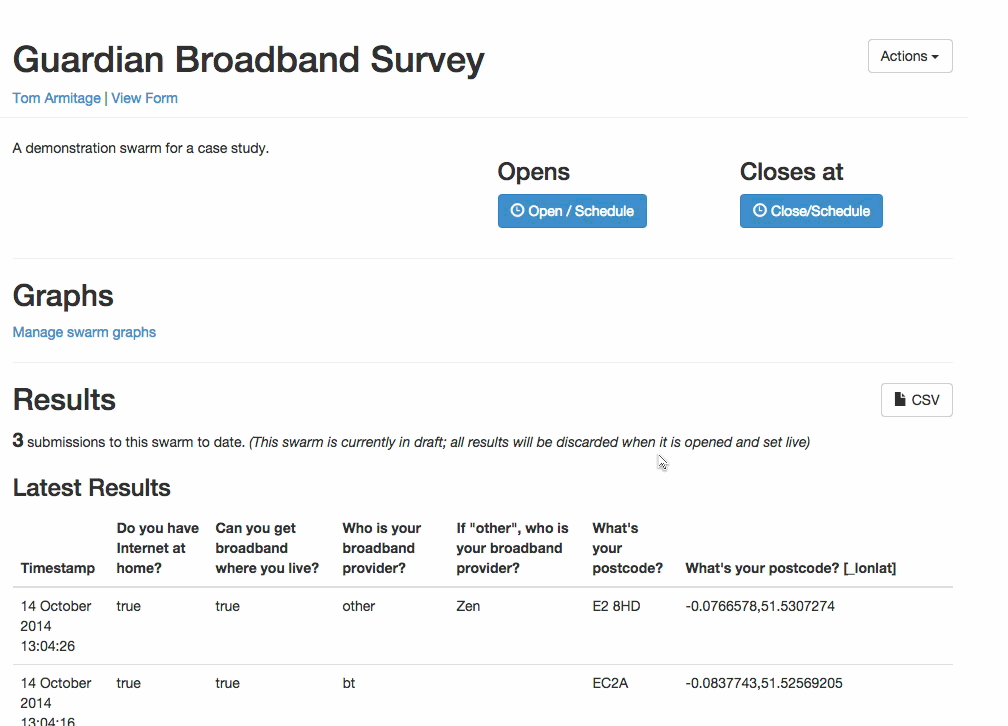 Guardian Broadband Survey
Actions
Tom Armitage | View Form
A demonstration swarm for a case study.
Opens
Closes at
Open / Schedule
Close/Schedule
Graphs
Manage swarm graphs
Results
CSV
3 submissions to this swarm to date. (This swarm is currently in draft; all results will be discarded when it is opened and set live)
Latest Results
Timestamp
Do you have
Internet at
home?
Can you get
broadband
where you live?
Who is your
broadband
provider?
If "other", who is
your broadband
provider?
What's
your
postcode?
What's your postcode? [_lonlat]
14 October
2014
13:04:26
true
true
other
Zen
E2 8HD
-0.0766578,51.5307274
14 October
2014
13:04:16
true
true
bt
EC2A
-0.0837743,51.52569205